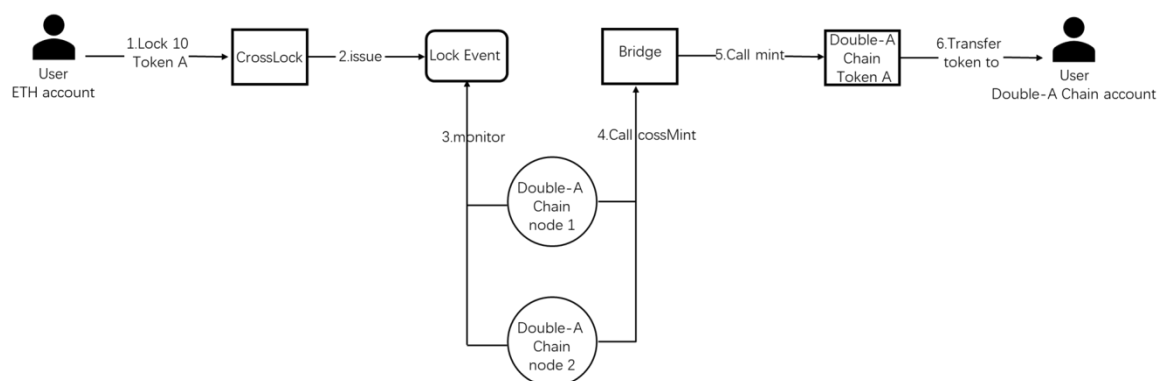 1.Lock 10
Token A
User
ETH account
CrossLock
2.issue
Lock Event
3.monitor
Double-A
Chain
node 1
Double-A
Chain
node 2
4.Call cossMint
Bridge
5.Call mint
Double-A
Chain
Token A
6.Transfer
token to
User
Double-A Chain account